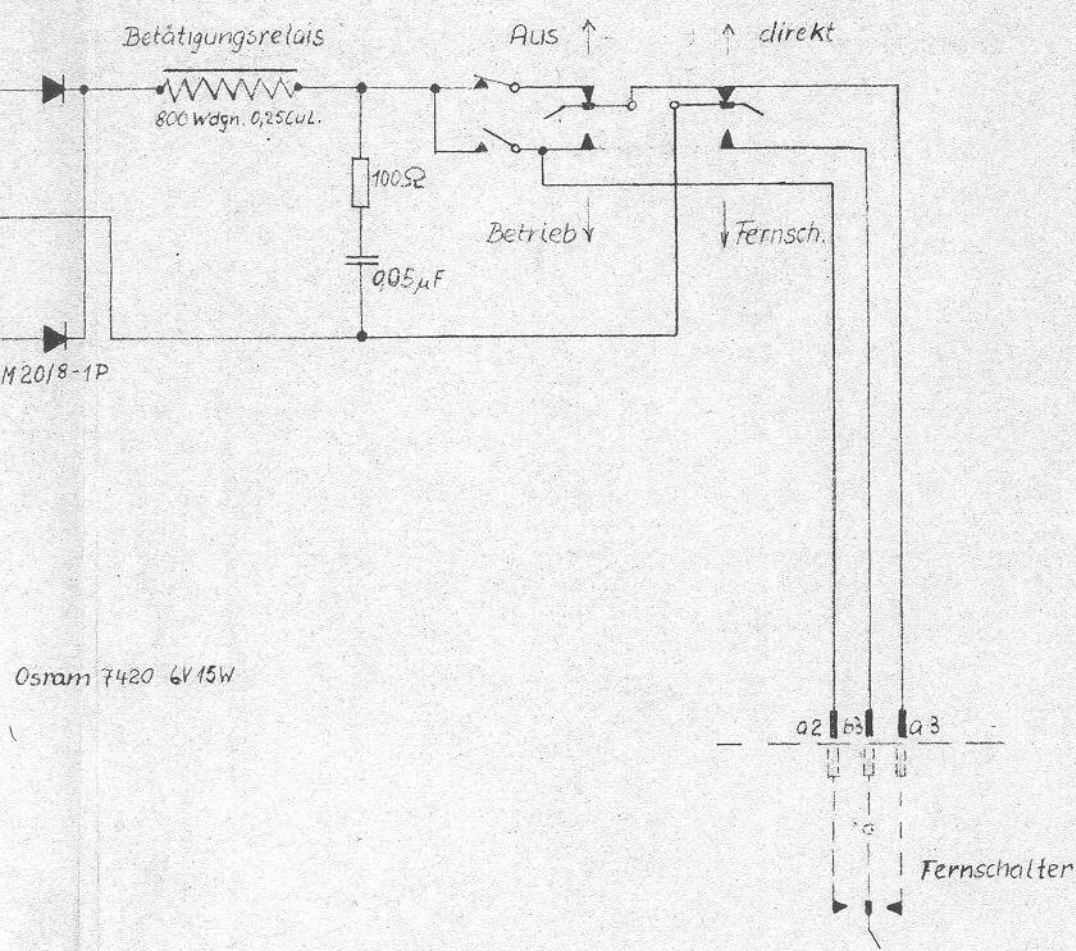 Betätigungsrelais
Aus
direkt
800 Wdgn. 0,25CuL.
100Ω
Betrieb
Fernsch.
0,05µF
M20/8-1P
Osram 7420 6V 15W
a2 b3 a3
Fernschalter